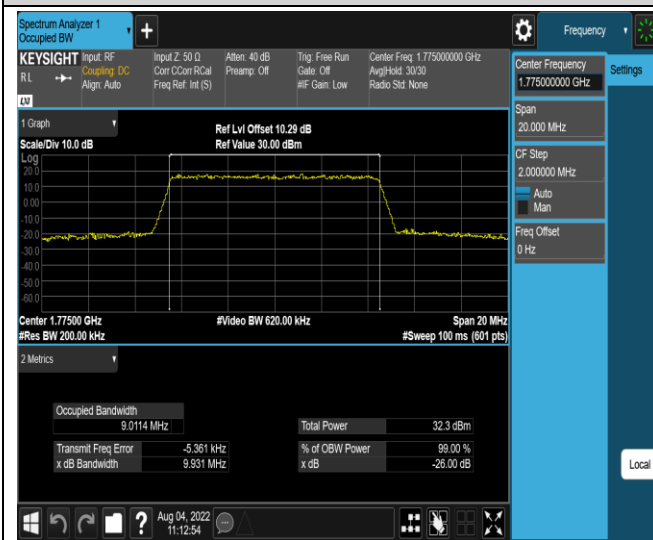 Spectrum Analyzer 1
Occupied BW
+
Frequency
KEYSIGHT Input: RF
Coupling: DC
Align: Auto
R L
LXI
Input Z: 50 Ω
Corr CCorr RCal
Freq Ref: Int (S)
Atten: 40 dB
Preamp: Off
Trig: Free Run
Gate: Off
#IF Gain: Low
Center Freq: 1.775000000 GHz
Avg|Hold: 30/30
Radio Std: None
Center Frequency
1.775000000 GHz
Settings
Span
20.000 MHz
CF Step
2.000000 MHz
Auto
Man
Freq Offset
0 Hz
1 Graph
Scale/Div 10.0 dB
Ref Lvl Offset 10.29 dB
Ref Value 30.00 dBm
Log
20.0
10.0
0.00
-10.0
-20.0
-30.0
-40.0
-50.0
-60.0
Center 1.77500 GHz
#Video BW 620.00 kHz
Span 20 MHz
#Res BW 200.00 kHz
#Sweep 100 ms (601 pts)
2 Metrics
Occupied Bandwidth
9.0114 MHz
Total Power 32.3 dBm
Transmit Freq Error -5.361 kHz
% of OBW Power 99.00 %
x dB Bandwidth 9.931 MHz
x dB -26.00 dB
Local
?
Aug 04, 2022
11:12:54